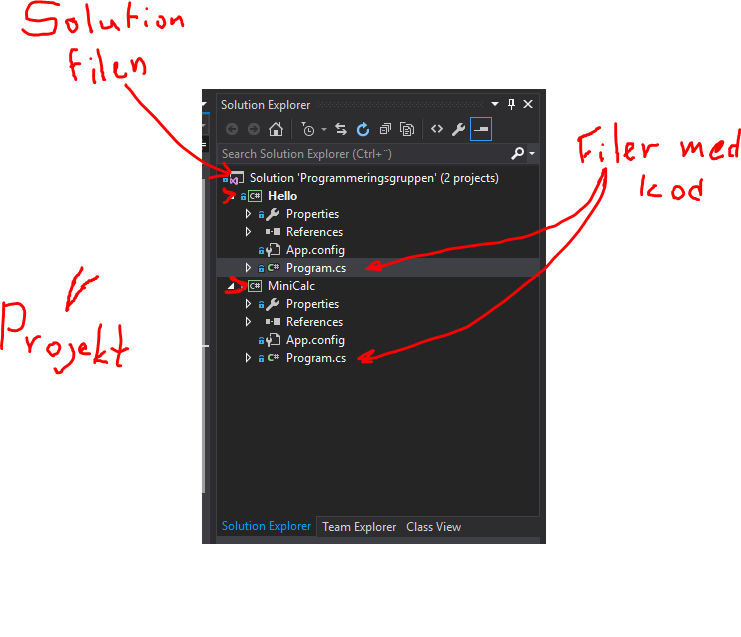 Solution
filen
Solution Explorer
Search Solution Explorer (Ctrl+¨)
Filer med
kod
Solution 'Programmeringsgruppen' (2 projects)
C# Hello
Properties
References
App.config
C# Program.cs
C# MiniCalc
Properties
References
App.config
C# Program.cs
Projekt
Solution Explorer Team Explorer Class View